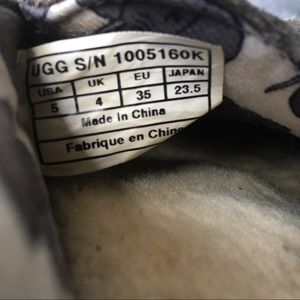 UGG S/N 1005160K
USA UK EU JAPAN
5 4 35 23.5
Made in China
Fabrique en Chine